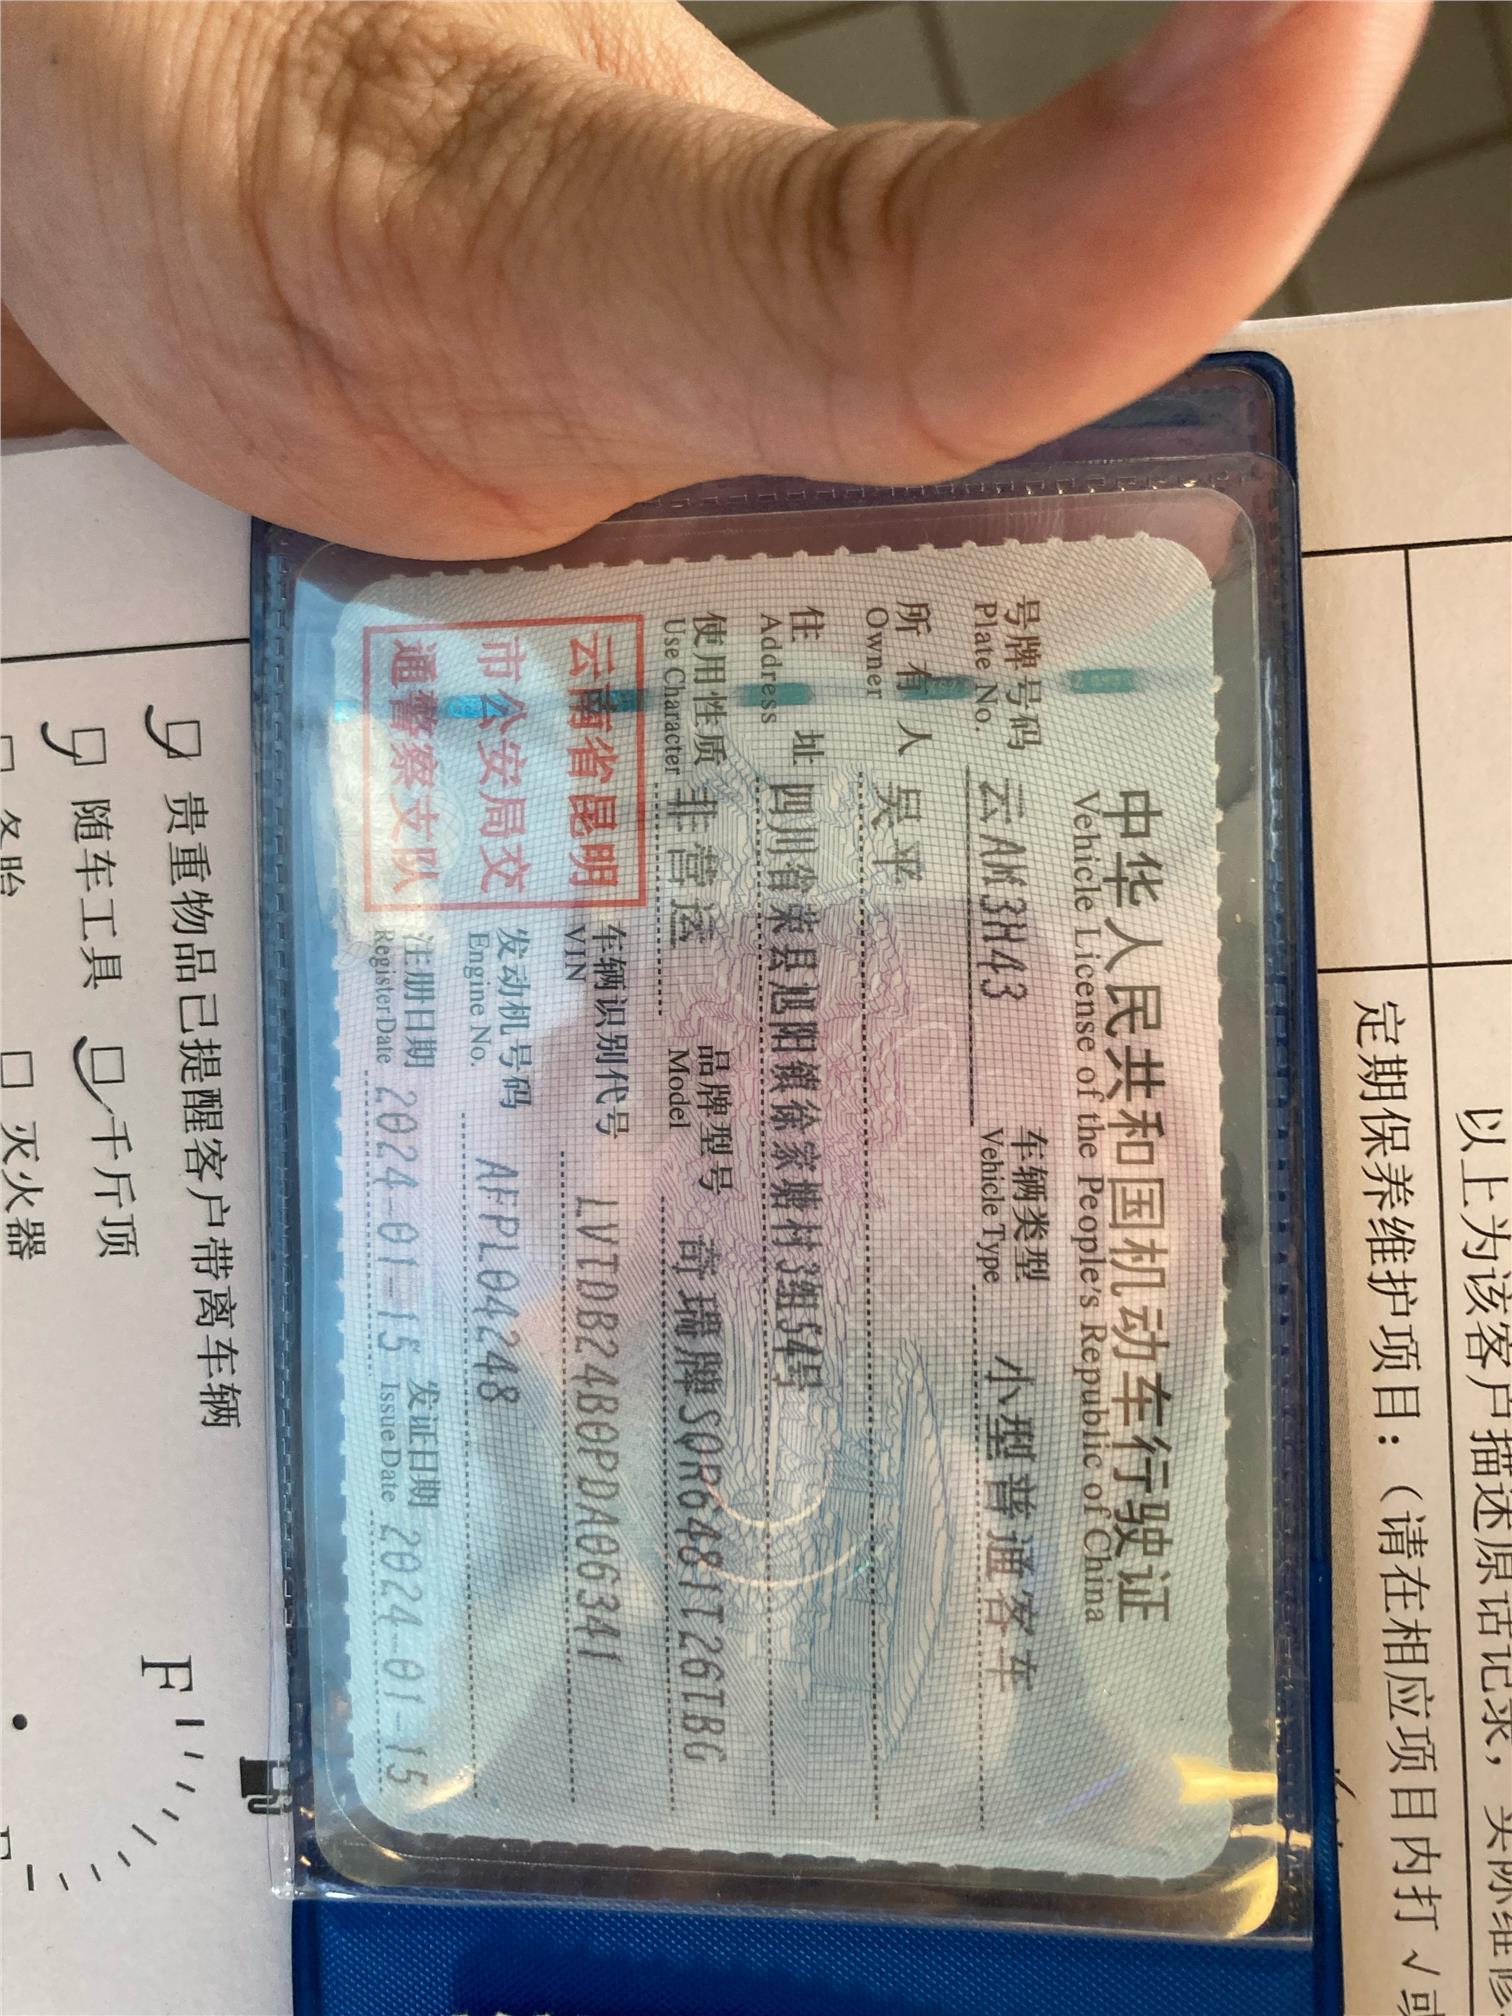 以上为该客户描述原话记录，实际维修
定期保养维护项目：（请在相应项目内打 √ 或
中华人民共和国机动车行驶证
Vehicle License of the People's Republic of China
号牌号码 云AW3H43 车辆类型 小型普通客车
Plate No. Vehicle Type
所有人 吴平
Owner
住址 四川省荣县旭阳镇徐家塘村3组54号
Address
使用性质 非营运 品牌型号 奇瑞牌SQR6481T26TBG
Use Character Model
云南省昆明
市公安局交
通警察支队
车辆识别代号 LVTDB24B0PDA06341
VIN
发动机号码 AFPL04248
Engine No.
注册日期 2024-01-15 发证日期 2024-01-15
Register Date Issue Date
贵重物品已提醒客户带离车辆
随车工具 千斤顶
灭火器
F